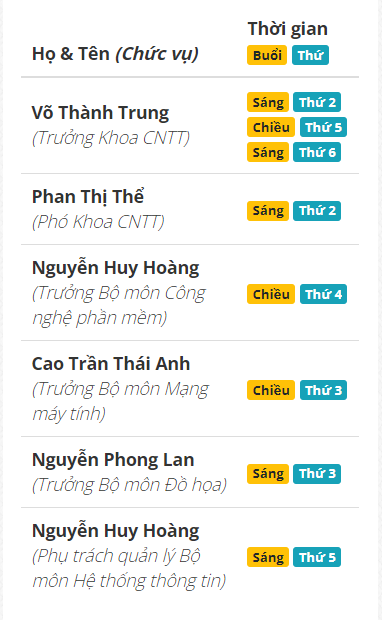 Thời gian
Họ & Tên (Chức vụ)
Buổi Thứ
Võ Thành Trung
(Trưởng Khoa CNTT)
Sáng Thứ 2
Chiều Thứ 5
Sáng Thứ 6
Phan Thị Thể
(Phó Khoa CNTT)
Sáng Thứ 2
Nguyễn Huy Hoàng
(Trưởng Bộ môn Công
nghệ phần mềm)
Chiều Thứ 4
Cao Trần Thái Anh
(Trưởng Bộ môn Mạng
máy tính)
Chiều Thứ 3
Nguyễn Phong Lan
(Trưởng Bộ môn Đồ họa)
Sáng Thứ 3
Nguyễn Huy Hoàng
(Phụ trách quản lý Bộ
môn Hệ thống thông tin)
Sáng Thứ 5